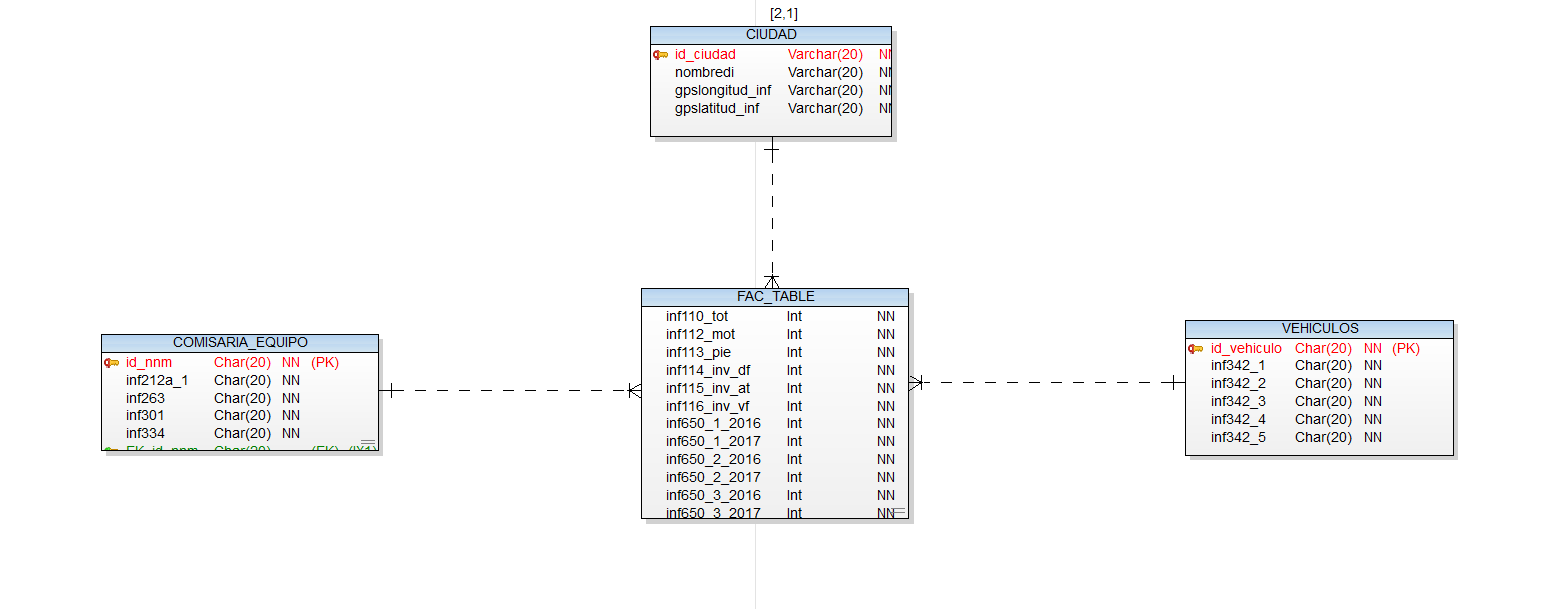 [2,1]
CIUDAD
id_ciudad Varchar(20)
nombredi Varchar(20)
gpslongitud_inf Varchar(20)
gpslatitud_inf Varchar(20)
COMISARIA_EQUIPO
id_nnm Char(20) NN (PK)
inf212a_1 Char(20) NN
inf263 Char(20) NN
inf301 Char(20) NN
inf334 Char(20) NN
FAC_TABLE
inf110_tot Int NN
inf112_mot Int NN
inf113_pie Int NN
inf114_inv_df Int NN
inf115_inv_at Int NN
inf116_inv_vf Int NN
inf650_1_2016 Int NN
inf650_1_2017 Int NN
inf650_2_2016 Int NN
inf650_2_2017 Int NN
inf650_3_2016 Int NN
inf650_3_2017 Int NN
VEHICULOS
id_vehiculo Char(20) NN (PK)
inf342_1 Char(20) NN
inf342_2 Char(20) NN
inf342_3 Char(20) NN
inf342_4 Char(20) NN
inf342_5 Char(20) NN